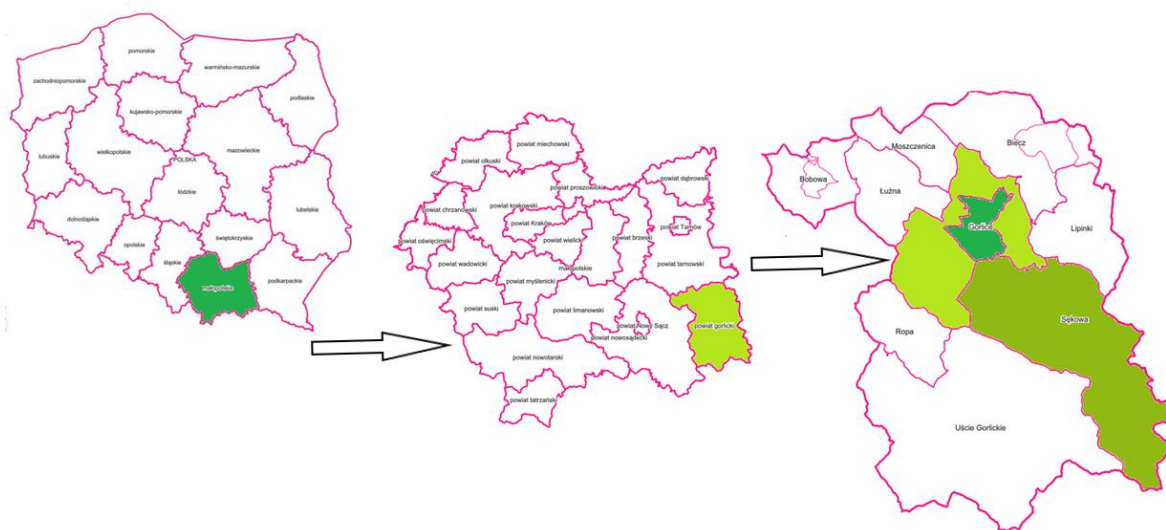 pomorskie
warmińsko-mazurskie
zachodniopomorskie
podlaskie
kujawsko-pomorskie
mazowieckie
wielkopolskie
lubuskie
POLSKA
łódzkie
dolnośląskie
lubelskie
opolskie
świętokrzyskie
śląskie
małopolskie
podkarpackie
powiat miechowski
powiat olkuski
powiat dąbrowski
powiat proszowicki
powiat krakowski
powiat chrzanowski
powiat Kraków
powiat Tarnów
powiat oświęcimski
powiat wielicki
powiat brzeski
powiat wadowicki
małopolskie
powiat tarnowski
powiat myślenicki
powiat suski
powiat limanowski
powiat Nowy Sącz
powiat gorlicki
powiat nowosądecki
powiat nowotarski
powiat tatrzański
Moszczenica
Biecz
Bobowa
Łużna
Gorlice
Lipinki
Sękowa
Ropa
Uście Gorlickie